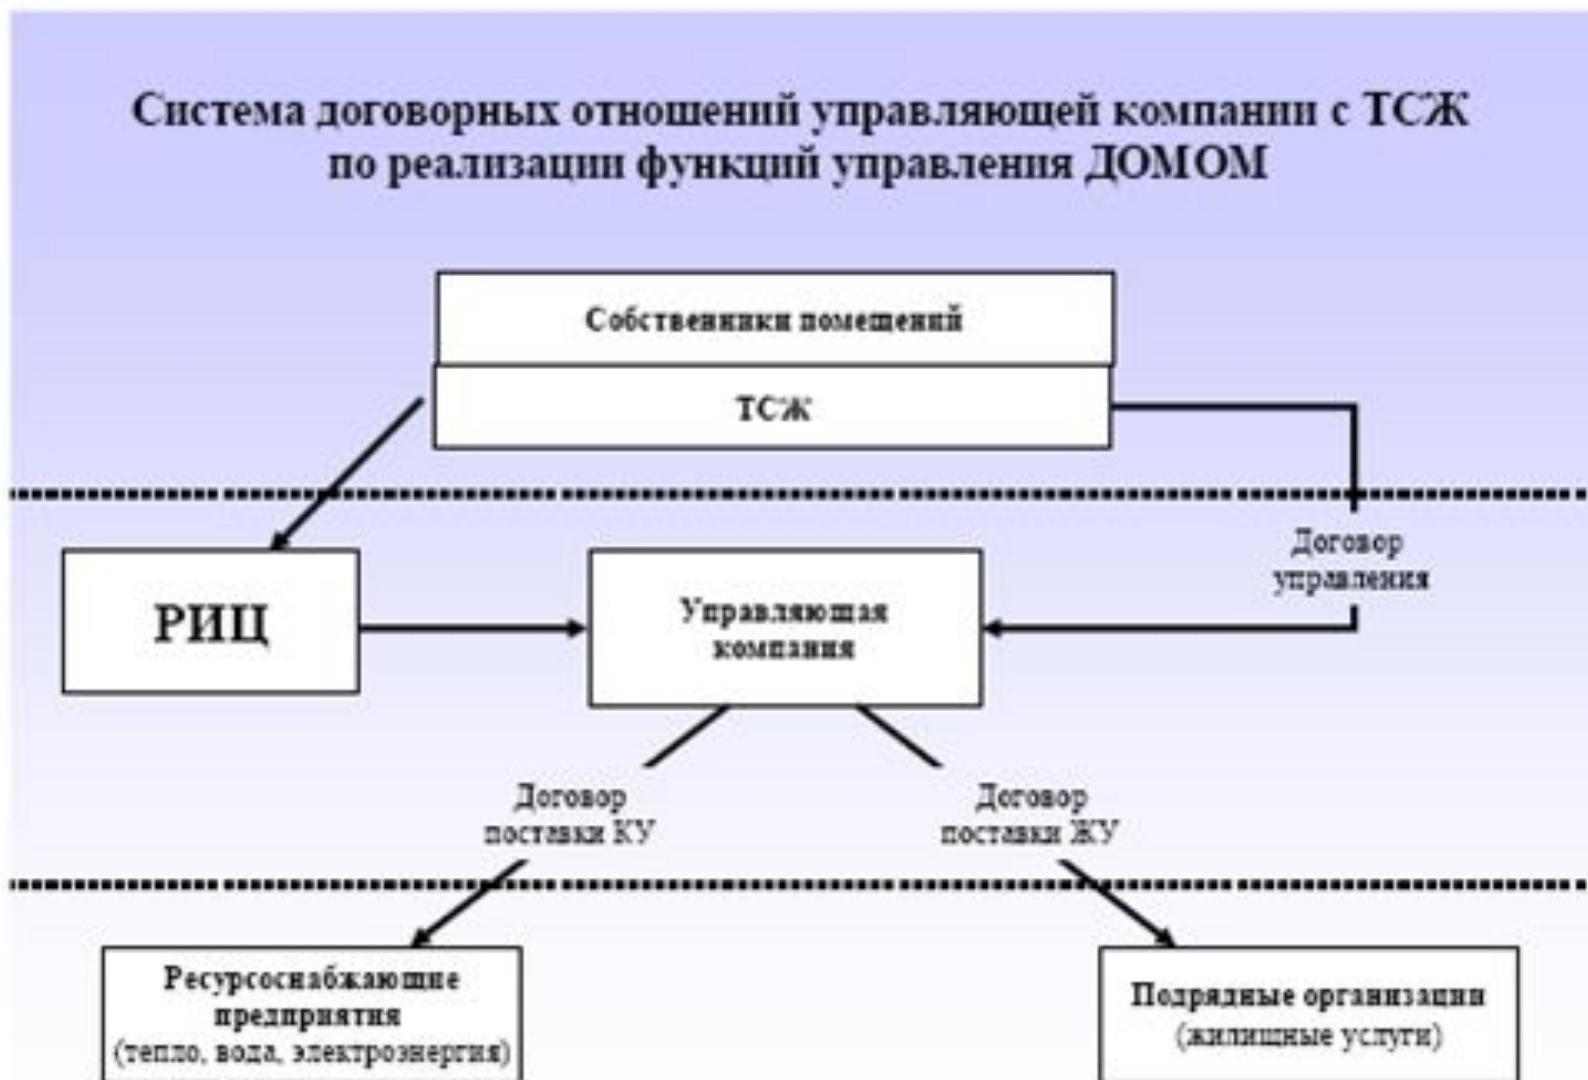 Система договорных отношений управляющей компании с ТСЖ
по реализации функций управления ДОМОМ
Собственники помещений
ТСЖ
Договор
управления
РИЦ
Управляющая
компания
Договор
поставки КУ
Договор
поставки ЖУ
Ресурсоснабжающие
предприятия
(тепло, вода, электроэнергия)
Подрядные организации
(жилищные услуги)